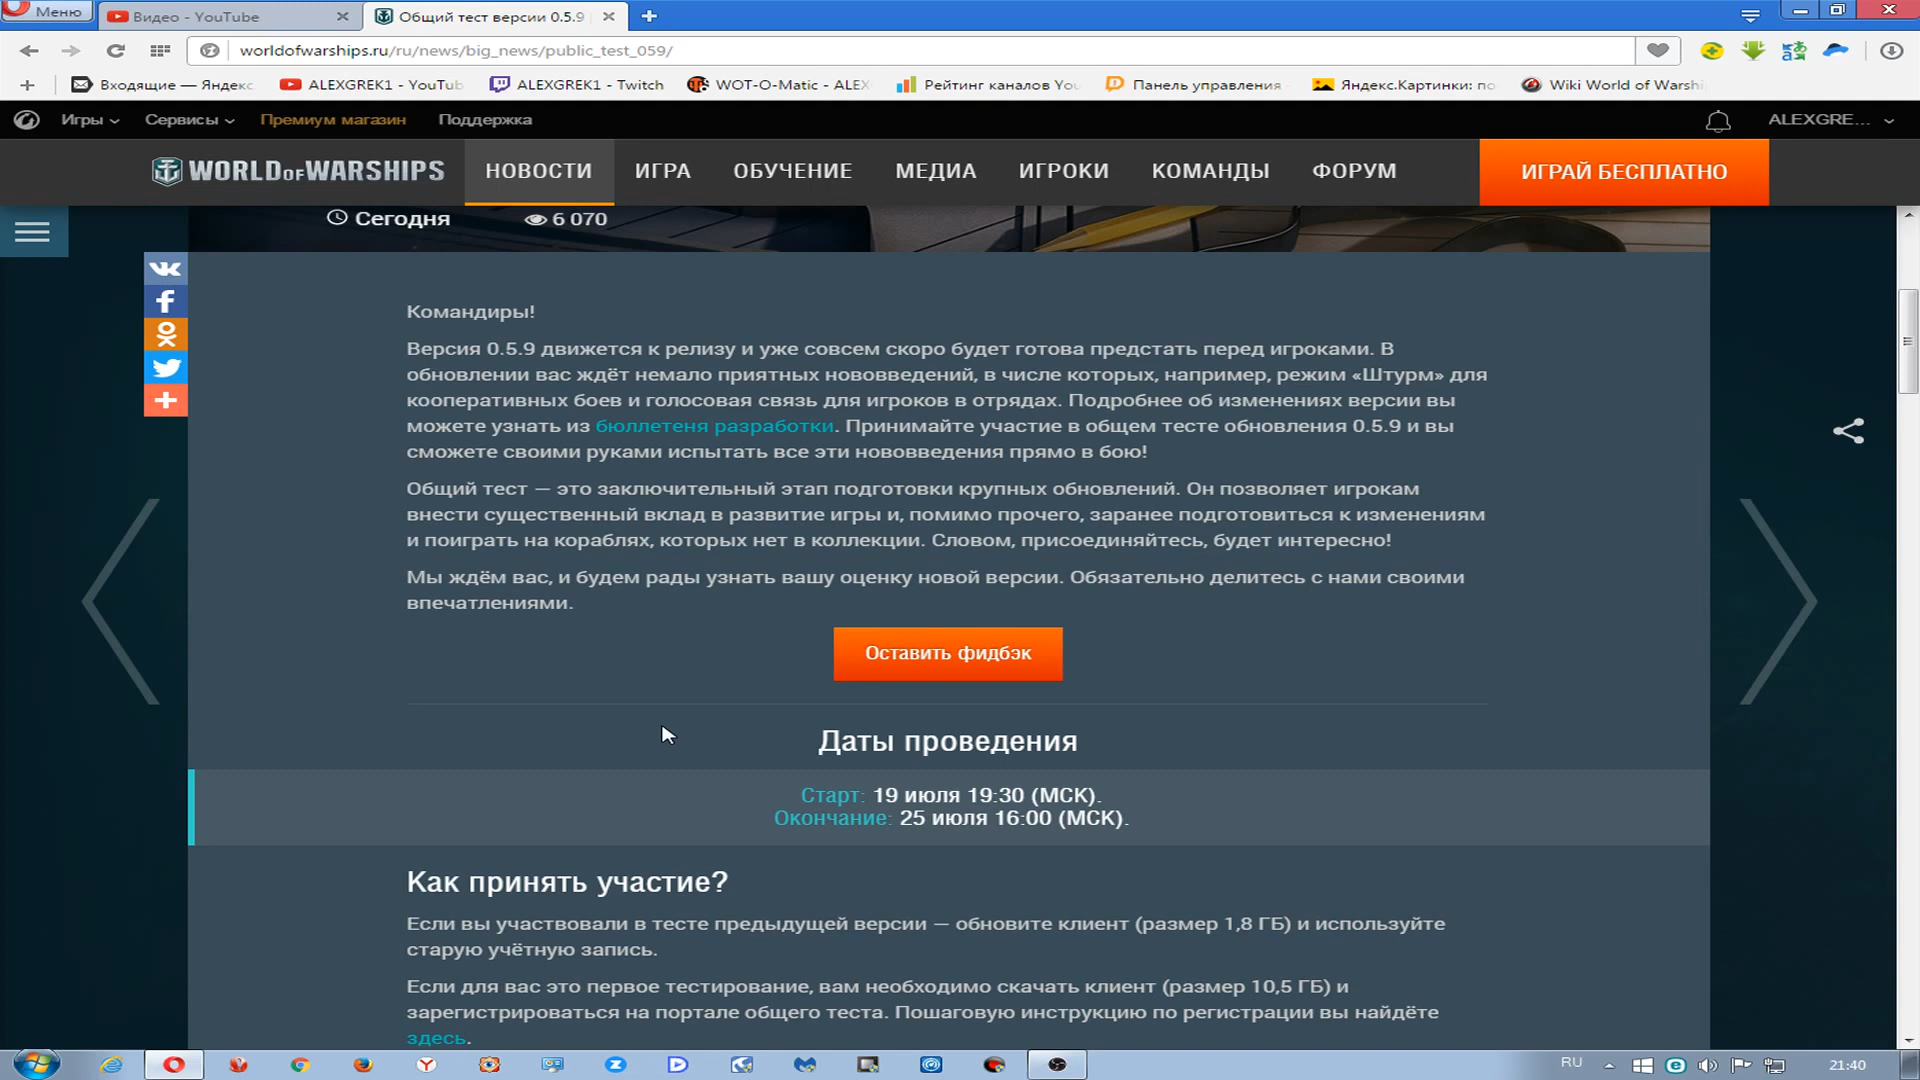 Меню
Видео - YouTube
Общий тест версии 0.5.9
worldofwarships.ru/ru/news/big_news/public_test_059/
Входящие — Яндекс
ALEXGREK1 - YouTub
ALEXGREK1 - Twitch
WOT-O-Matic - ALEX
Рейтинг каналов You
Панель управления
Яндекс.Картинки: по
Wiki World of Warshi
Игры
Сервисы
Премиум магазин
Поддержка
ALEXGRE...
WORLD OF WARSHIPS
НОВОСТИ
ИГРА
ОБУЧЕНИЕ
МЕДИА
ИГРОКИ
КОМАНДЫ
ФОРУМ
ИГРАЙ БЕСПЛАТНО
Сегодня
6 070
Командиры!
Версия 0.5.9 движется к релизу и уже совсем скоро будет готова предстать перед игроками. В
обновлении вас ждёт немало приятных нововведений, в числе которых, например, режим «Штурм» для
кооперативных боев и голосовая связь для игроков в отрядах. Подробнее об изменениях версии вы
можете узнать из бюллетеня разработки. Принимайте участие в общем тесте обновления 0.5.9 и вы
сможете своими руками испытать все эти нововведения прямо в бою!
Общий тест — это заключительный этап подготовки крупных обновлений. Он позволяет игрокам
внести существенный вклад в развитие игры и, помимо прочего, заранее подготовиться к изменениям
и поиграть на кораблях, которых нет в коллекции. Словом, присоединяйтесь, будет интересно!
Мы ждём вас, и будем рады узнать вашу оценку новой версии. Обязательно делитесь с нами своими
впечатлениями.
Оставить фидбэк
Даты проведения
Старт: 19 июля 19:30 (МСК).
Окончание: 25 июля 16:00 (МСК).
Как принять участие?
Если вы участвовали в тесте предыдущей версии — обновите клиент (размер 1,8 ГБ) и используйте
старую учётную запись.
Если для вас это первое тестирование, вам необходимо скачать клиент (размер 10,5 ГБ) и
зарегистрироваться на портале общего теста. Пошаговую инструкцию по регистрации вы найдёте
здесь.
RU
21:40